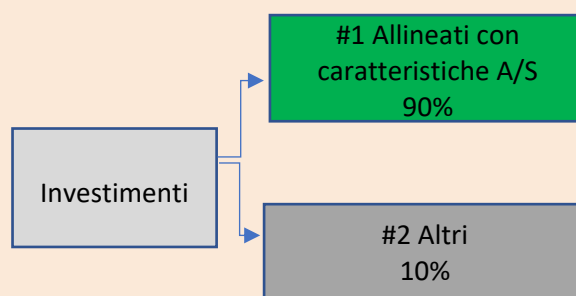 #1 Allineati con
caratteristiche A/S
90%
Investimenti
#2 Altri
10%